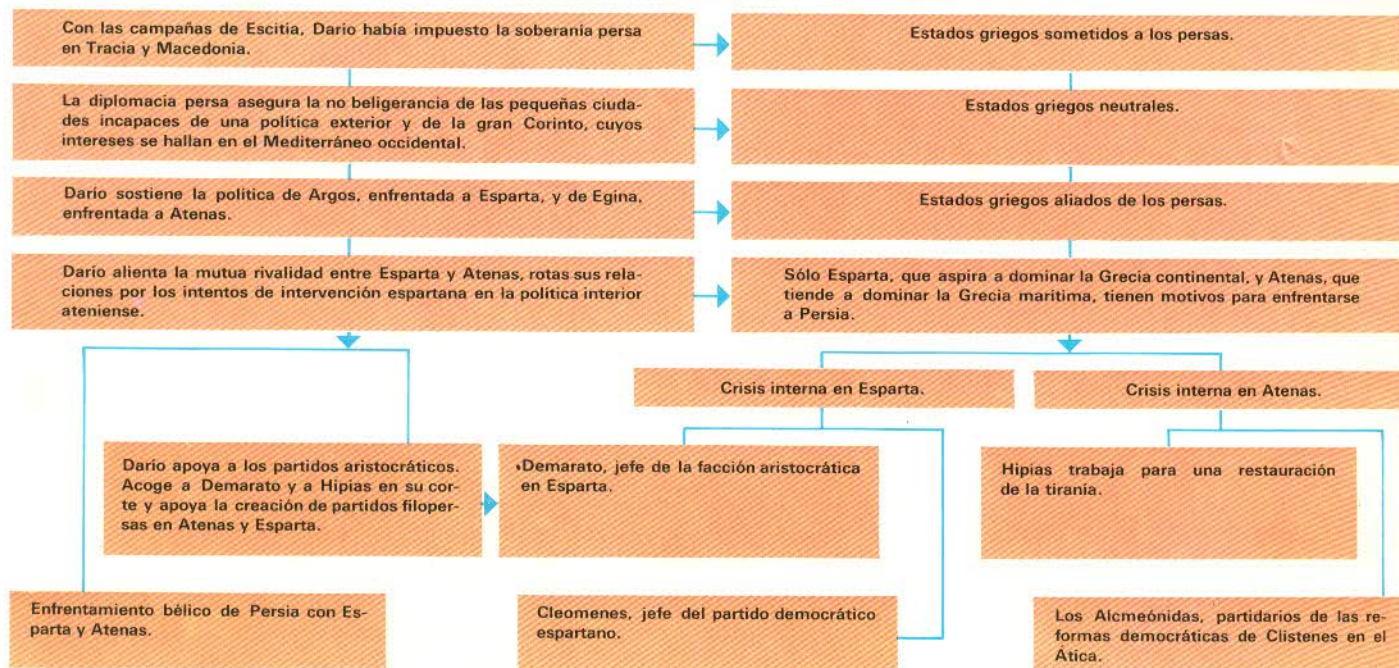 Con las campañas de Escitia, Dario había impuesto la soberanía persa
en Tracia y Macedonia.
Estados griegos sometidos a los persas.
La diplomacia persa asegura la no beligerancia de las pequeñas ciuda-
des incapaces de una política exterior y de la gran Corinto, cuyos
intereses se hallan en el Mediterráneo occidental.
Estados griegos neutrales.
Darío sostiene la política de Argos, enfrentada a Esparta, y de Egina,
enfrentada a Atenas.
Estados griegos aliados de los persas.
Darío alienta la mutua rivalidad entre Esparta y Atenas, rotas sus rela-
ciones por los intentos de intervención espartana en la política interior
ateniense.
Sólo Esparta, que aspira a dominar la Grecia continental, y Atenas, que
tiende a dominar la Grecia marítima, tienen motivos para enfrentarse
a Persia.
Crisis interna en Esparta.
Crisis interna en Atenas.
Darío apoya a los partidos aristocráticos.
Acoge a Demarato y a Hipias en su cor-
te y apoya la creación de partidos filoper-
sas en Atenas y Esparta.
Demarato, jefe de la facción aristocrática
en Esparta.
Hipias trabaja para una restauración
de la tiranía.
Enfrentamiento bélico de Persia con Es-
parta y Atenas.
Cleomenes, jefe del partido democrático
espartano.
Los Alcmeónidas, partidarios de las re-
formas democráticas de Clístenes en el
Ática.